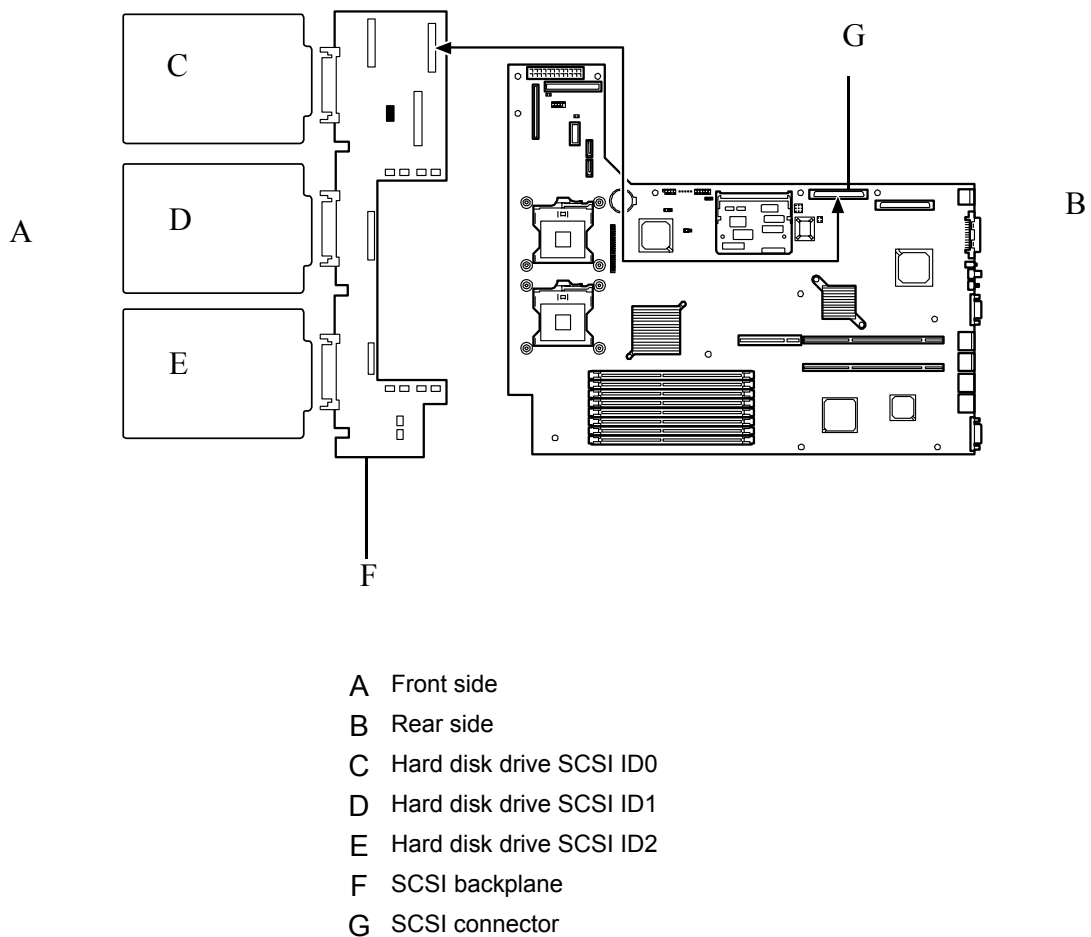 C
G
D
A
B
E
F
A Front side
B Rear side
C Hard disk drive SCSI ID0
D Hard disk drive SCSI ID1
E Hard disk drive SCSI ID2
F SCSI backplane
G SCSI connector